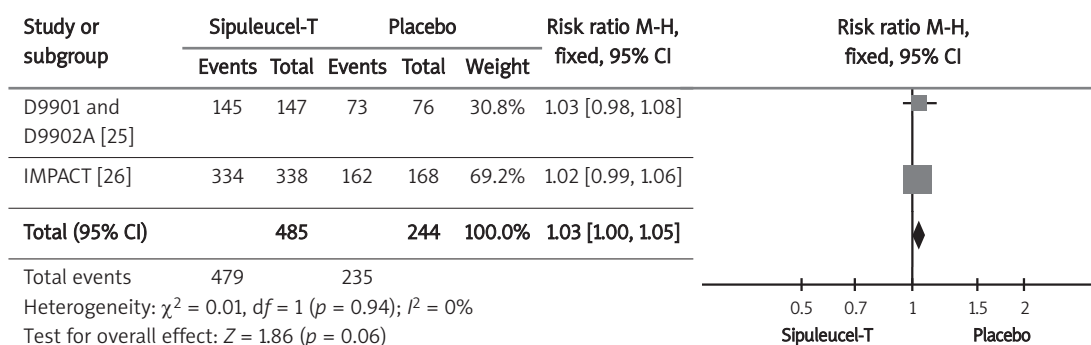 Study or subgroup Sipuleucel-T Placebo Risk ratio M-H, fixed, 95% CI Risk ratio M-H, fixed, 95% CI
Events Total Events Total Weight
D9901 and D9902A [25] 145 147 73 76 30.8% 1.03 [0.98, 1.08]
IMPACT [26] 334 338 162 168 69.2% 1.02 [0.99, 1.06]
Total (95% CI) 485 244 100.0% 1.03 [1.00, 1.05]
Total events 479 235
Heterogeneity: χ² = 0.01, df = 1 (p = 0.94); I² = 0%
Test for overall effect: Z = 1.86 (p = 0.06)
0.5 0.7 1 1.5 2
Sipuleucel-T Placebo